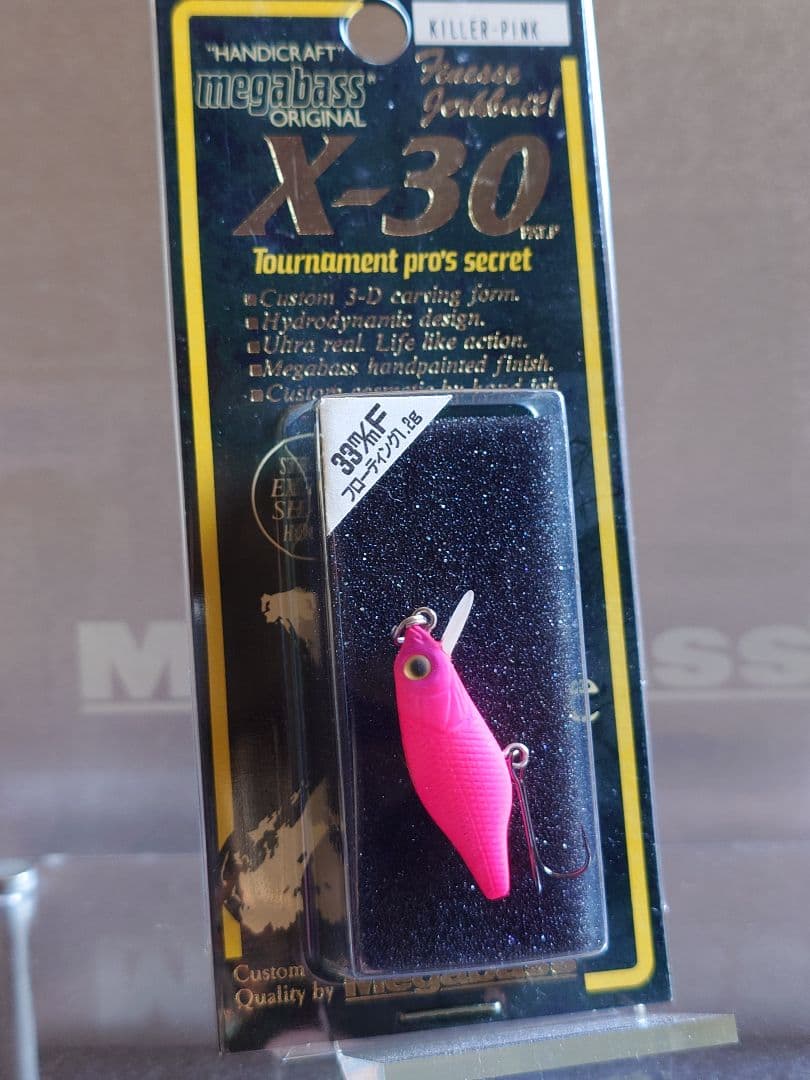 KILLER-PINK
"HANDICRAFT"
megabass®
ORIGINAL
Finesse
Jerkbait!
X-30
Tournament pro's secret
Custom 3-D carving form.
Hydrodynamic design.
Ultra real. Life like action.
Megabass handpainted finish.
33m/mF
フローティング1.2g
Custom
Quality by Megabass